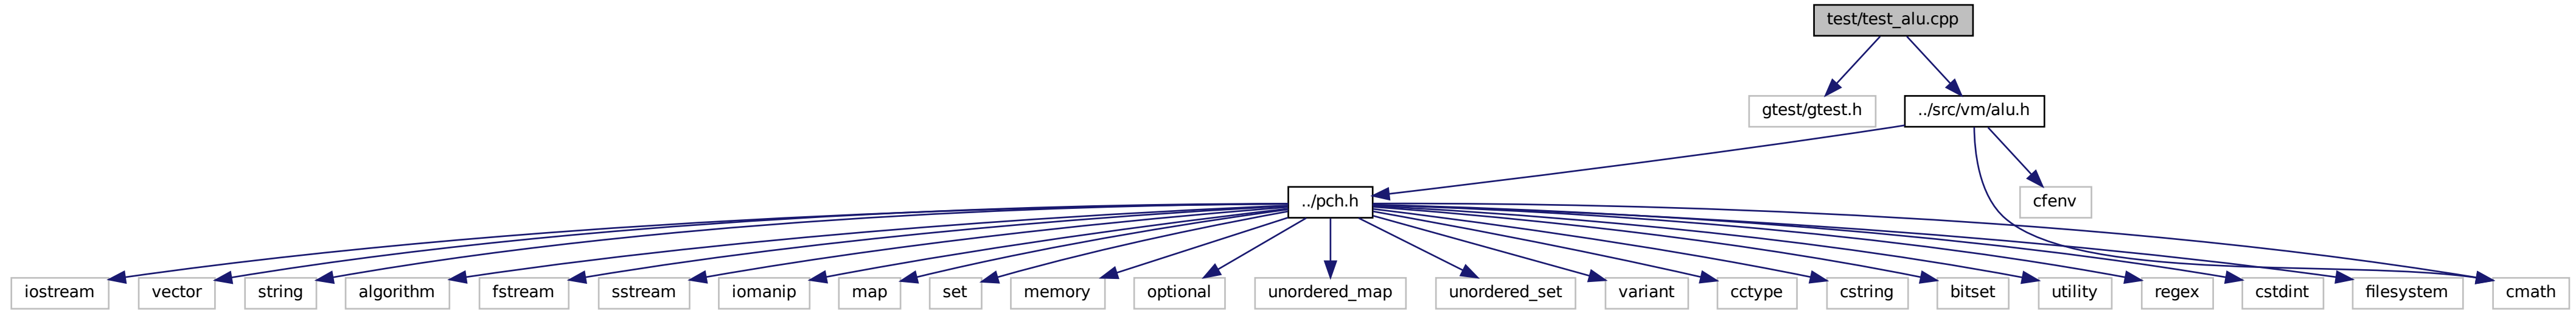 test/test_alu.cpp
gtest/gtest.h
../src/vm/alu.h
../pch.h
cfenv
iostream
vector
string
algorithm
fstream
sstream
iomanip
map
set
memory
optional
unordered_map
unordered_set
variant
cctype
cstring
bitset
utility
regex
cstdint
filesystem
cmath